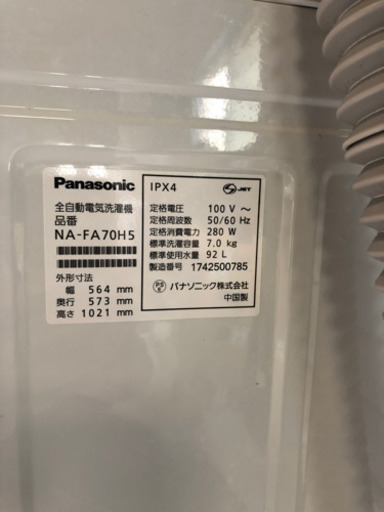 Panasonic
全自動電気洗濯機
品番
NA-FA70H5
外形寸法
幅 564 mm
奥行 573 mm
高さ 1021 mm
IPX4
JET
定格電圧 100 V ～
定格周波数 50/60 Hz
定格消費電力 280 W
標準洗濯容量 7.0 kg
標準使用水量 92 L
製造番号 1742500785
パナソニック株式会社
中国製